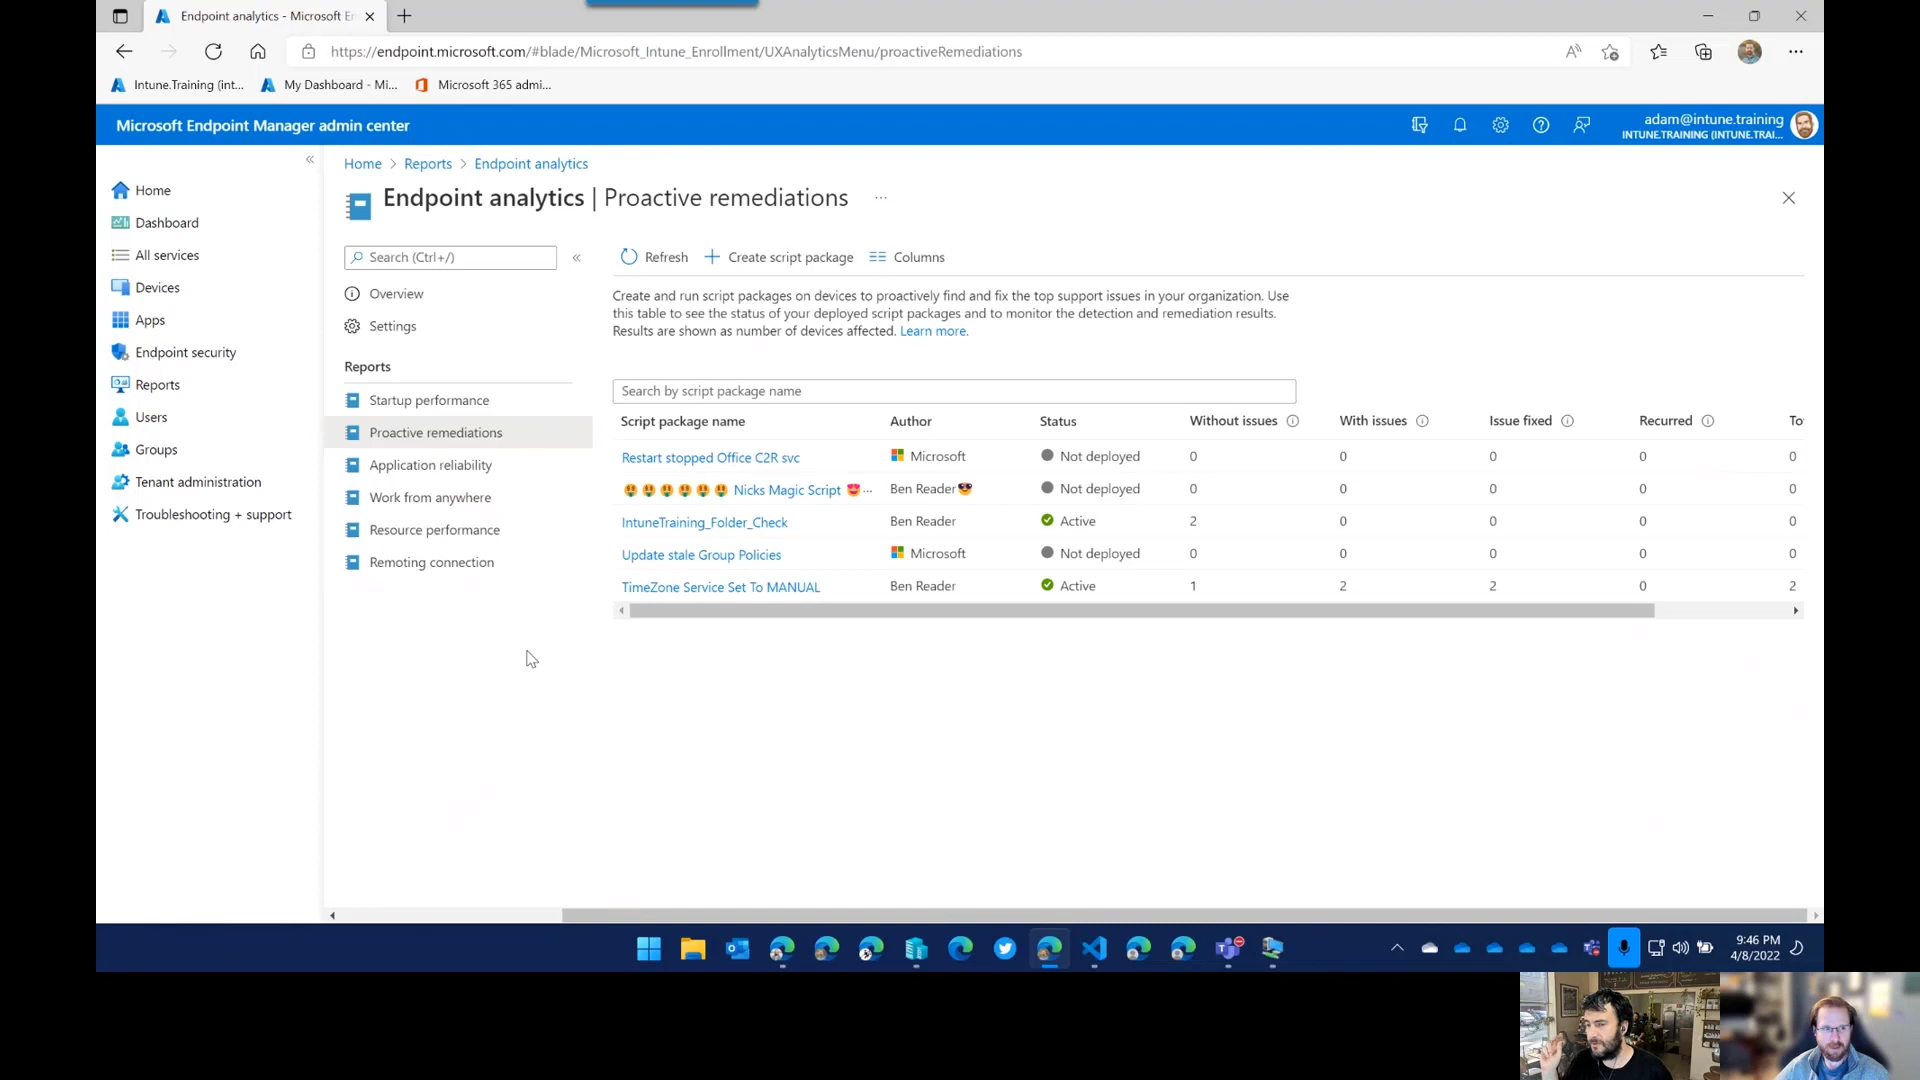 Endpoint analytics - Microsoft E
https://endpoint.microsoft.com/#blade/Microsoft_Intune_Enrollment/UXAnalyticsMenu/proactiveRemediations
Intune.Training (int...
My Dashboard - Mi...
Microsoft 365 admi...
Microsoft Endpoint Manager admin center
adam@intune.training
INTUNE.TRAINING (INTUNE.TRAI...
Home
Dashboard
All services
Devices
Apps
Endpoint security
Reports
Users
Groups
Tenant administration
Troubleshooting + support
Home > Reports > Endpoint analytics
Endpoint analytics | Proactive remediations ...
Search (Ctrl+/)
Overview
Settings
Reports
Startup performance
Proactive remediations
Application reliability
Work from anywhere
Resource performance
Remoting connection
Refresh
Create script package
Columns
Create and run script packages on devices to proactively find and fix the top support issues in your organization. Use
this table to see the status of your deployed script packages and to monitor the detection and remediation results.
Results are shown as number of devices affected. Learn more.
Search by script package name
Script package name Author Status Without issues With issues Issue fixed Recurred To
Restart stopped Office C2R svc Microsoft Not deployed 0 0 0 0 0
🤑🤑🤑🤑🤑🤑 Nicks Magic Script 😍... Ben Reader😎 Not deployed 0 0 0 0 0
IntuneTraining_Folder_Check Ben Reader Active 2 0 0 0 0
Update stale Group Policies Microsoft Not deployed 0 0 0 0 0
TimeZone Service Set To MANUAL Ben Reader Active 1 2 2 0 2
9:46 PM
4/8/2022